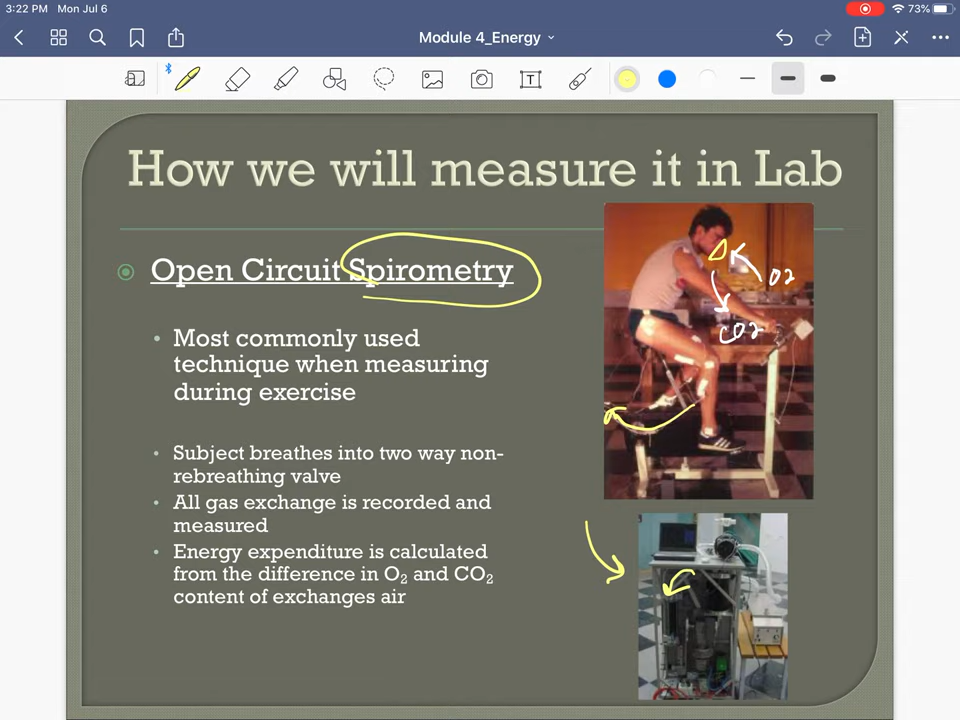 3:22 PM Mon Jul 6
73%
Module 4_Energy
How we will measure it in Lab
Open Circuit Spirometry
Most commonly used
technique when measuring
during exercise
Subject breathes into two way non-
rebreathing valve
All gas exchange is recorded and
measured
Energy expenditure is calculated
from the difference in O₂ and CO₂
content of exchanges air
O2
CO2